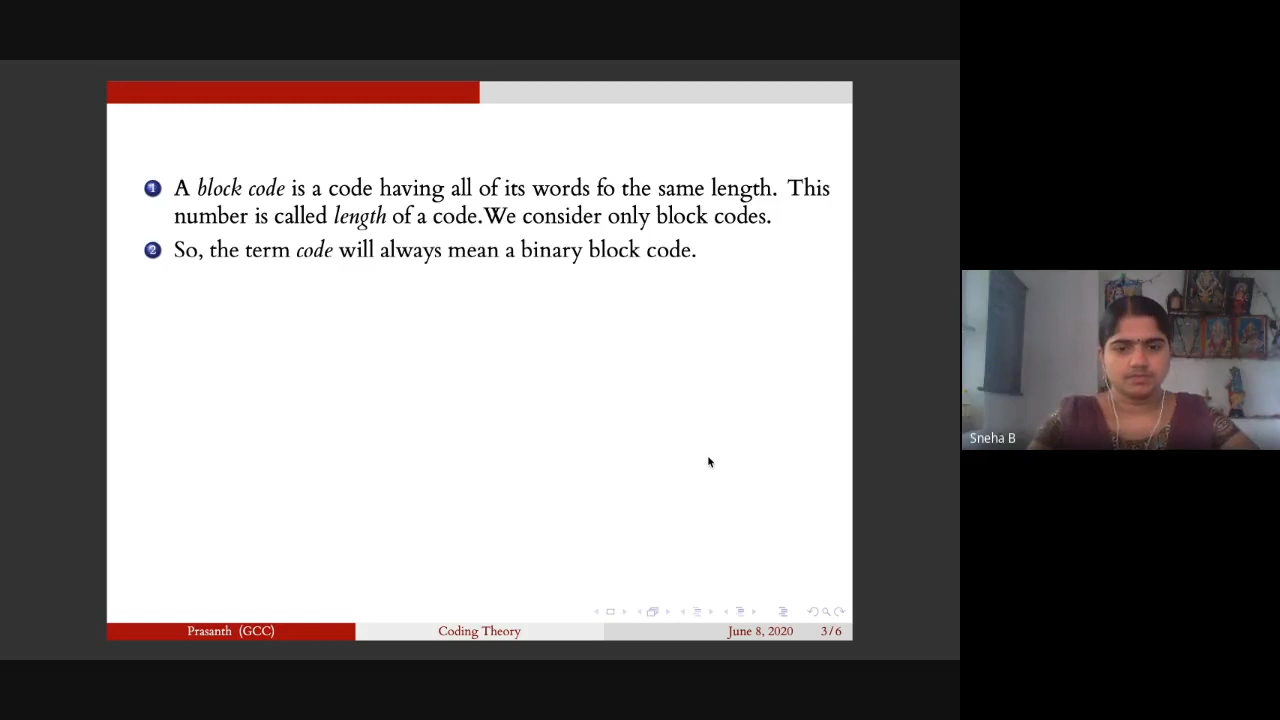 1 A block code is a code having all of its words fo the same length. This
number is called length of a code.We consider only block codes.
2 So, the term code will always mean a binary block code.
Sneha B
Prasanth (GCC) Coding Theory June 8, 2020 3/6